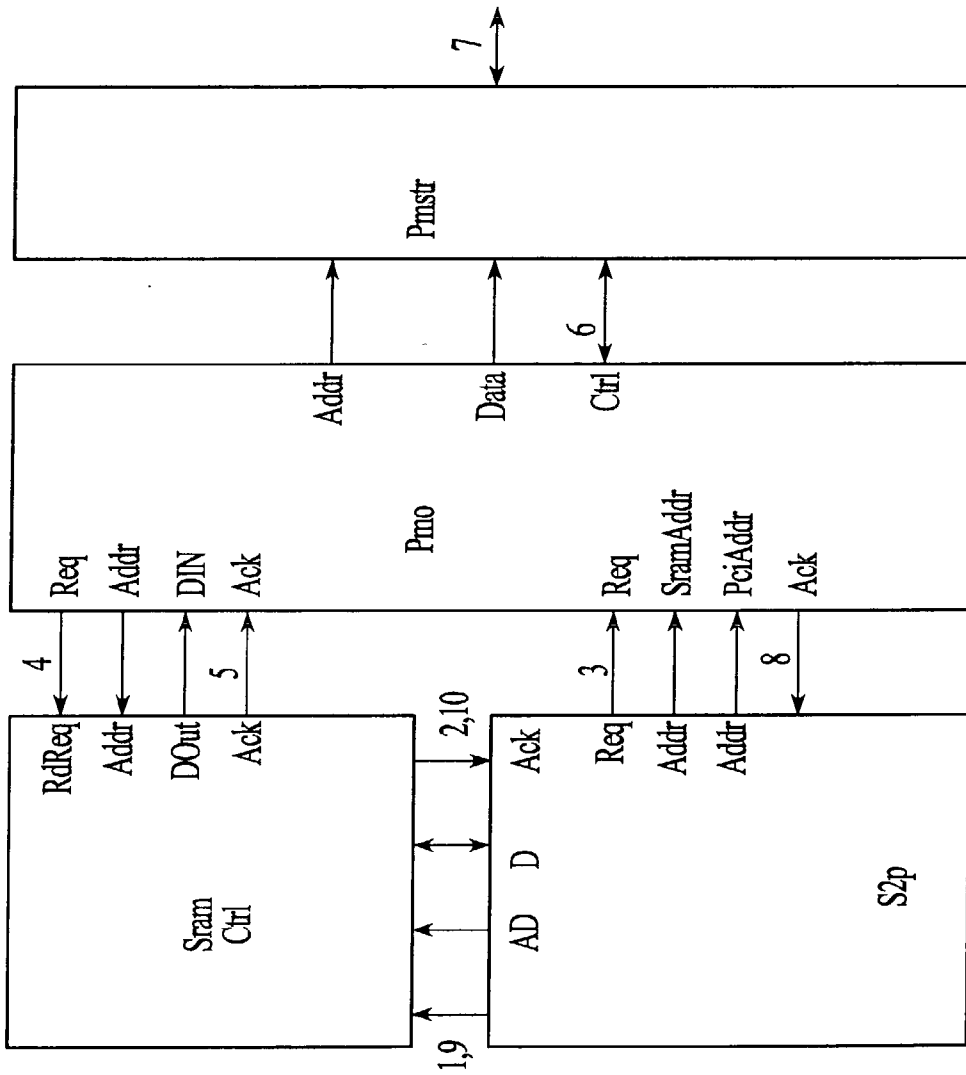 7
Pmstr
6
Addr
Data
Ctrl
Pmo
Req
Addr
DIN
Ack
Req
SramAddr
PciAddr
Ack
4
5
3
8
RdReq
Addr
DOut
Ack
2,10
Ack
Req
Addr
Addr
Sram
Ctrl
D
AD
S2p
1,9